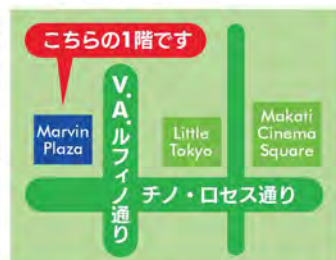 こちらの1階です
Marvin
Plaza
V.A.ルフィノ通り
Little
Tokyo
Makati
Cinema
Square
チノ・ロセス通り